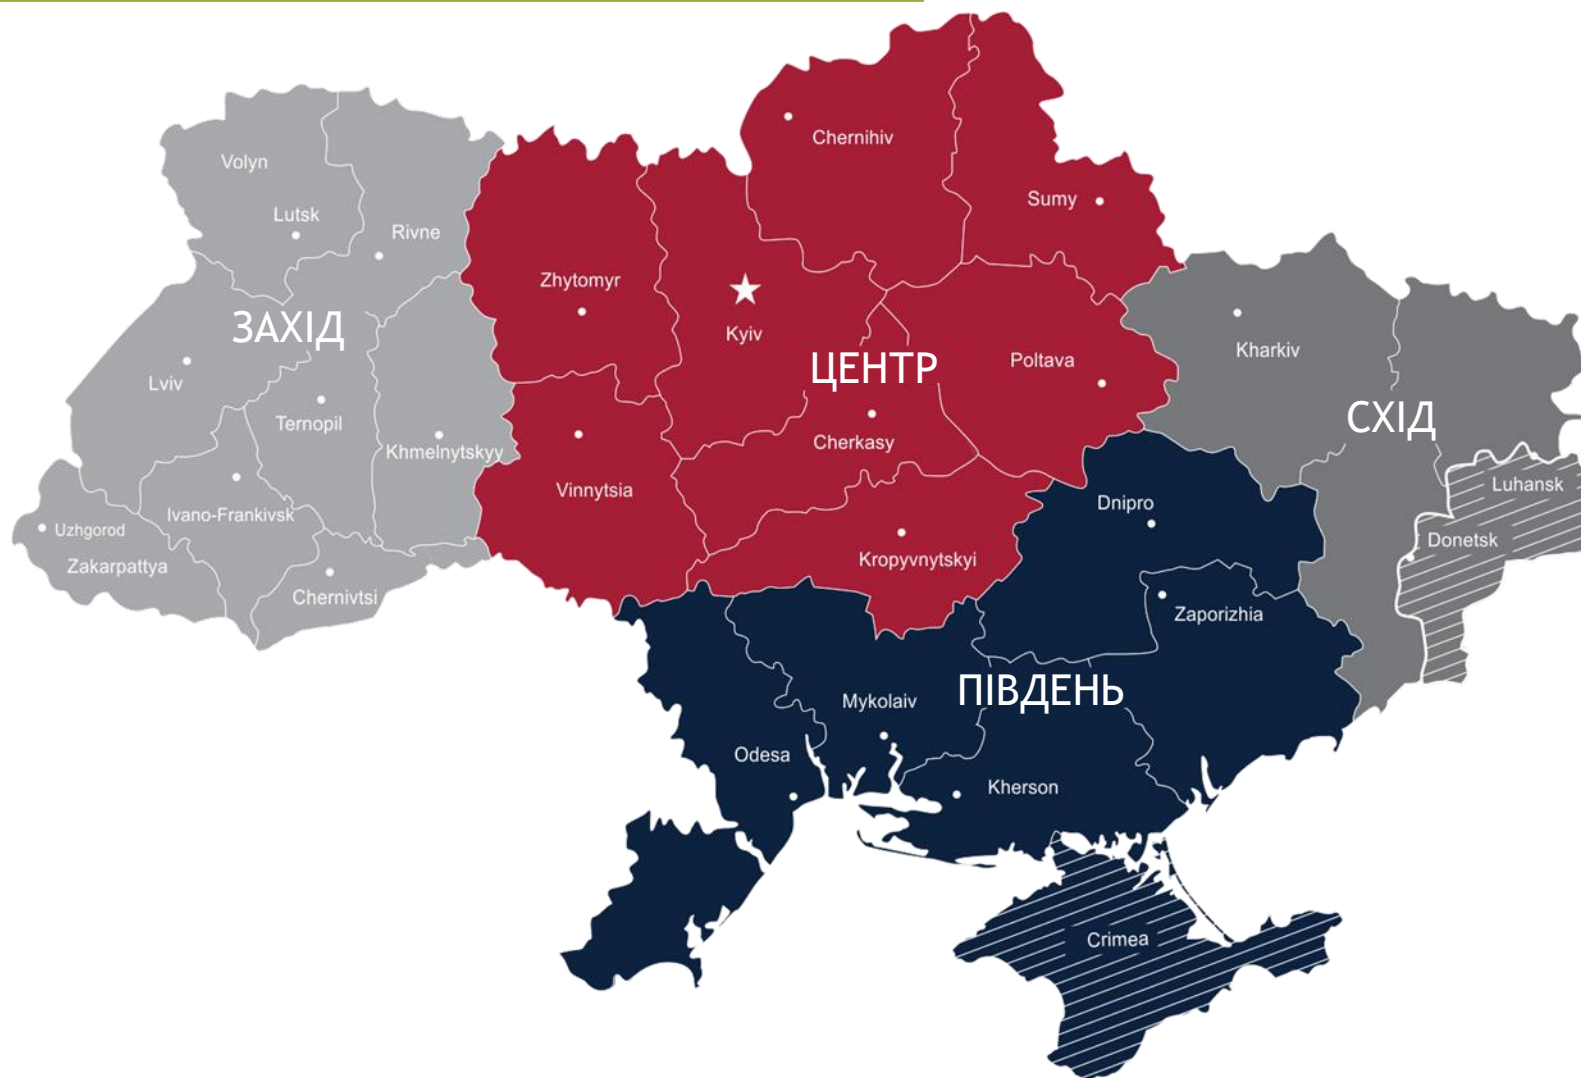 Chernihiv
Volyn
Sumy
Lutsk
Rivne
Zhytomyr
ЗАХІД
Kyiv
Kharkiv
ЦЕНТР
Poltava
Lviv
СХІД
Ternopil
Cherkasy
Khmelnytskyy
Luhansk
Vinnytsia
Dnipro
Ivano-Frankivsk
Uzhgorod
Donetsk
Kropyvnytskyi
Zakarpattya
Chernivtsi
Zaporizhia
ПІВДЕНЬ
Mykolaiv
Odesa
Kherson
Crimea